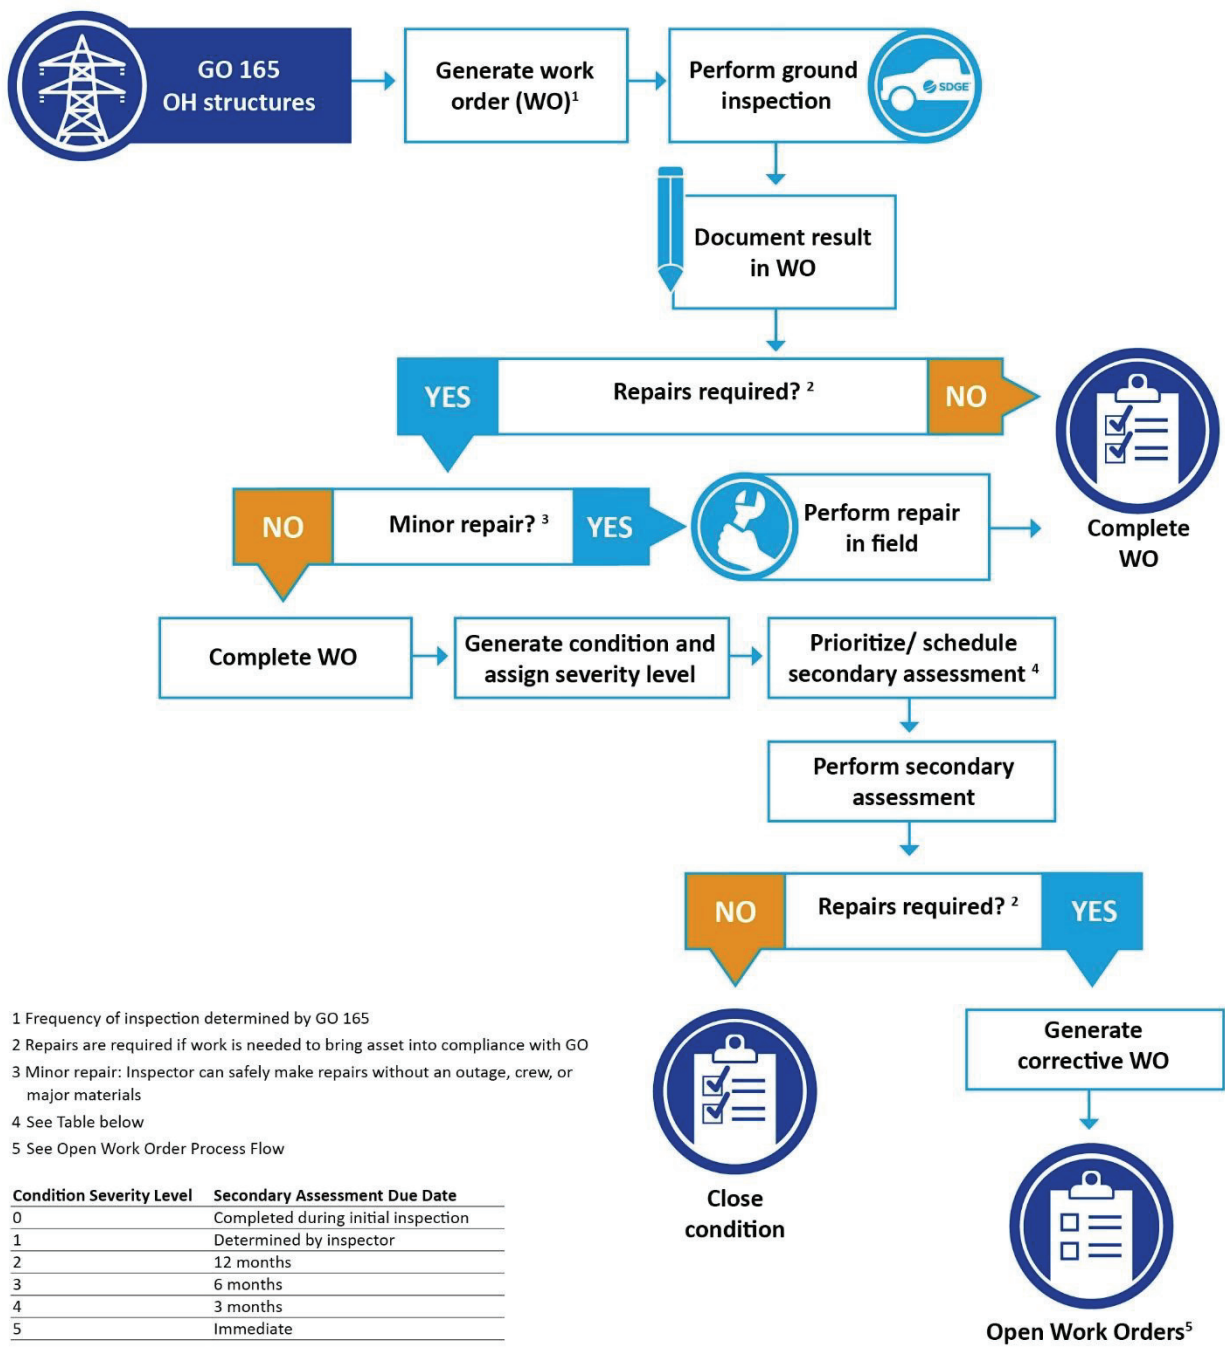 GO 165
OH structures
Generate work
order (WO)1
Perform ground
inspection
SDGE
Document result
in WO
YES
Repairs required? 2
NO
NO
Minor repair? 3
YES
Perform repair
in field
Complete
WO
Complete WO
Generate condition and
assign severity level
Prioritize/ schedule
secondary assessment 4
Perform secondary
assessment
NO
Repairs required? 2
YES
Close
condition
Generate
corrective WO
Open Work Orders5
1 Frequency of inspection determined by GO 165
2 Repairs are required if work is needed to bring asset into compliance with GO
3 Minor repair: Inspector can safely make repairs without an outage, crew, or
major materials
4 See Table below
5 See Open Work Order Process Flow
Condition Severity Level Secondary Assessment Due Date
0 Completed during initial inspection
1 Determined by inspector
2 12 months
3 6 months
4 3 months
5 Immediate